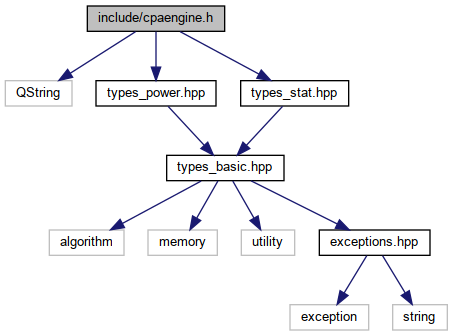 include/cpaengine.h
QString
types_power.hpp
types_stat.hpp
types_basic.hpp
algorithm
memory
utility
exceptions.hpp
exception
string